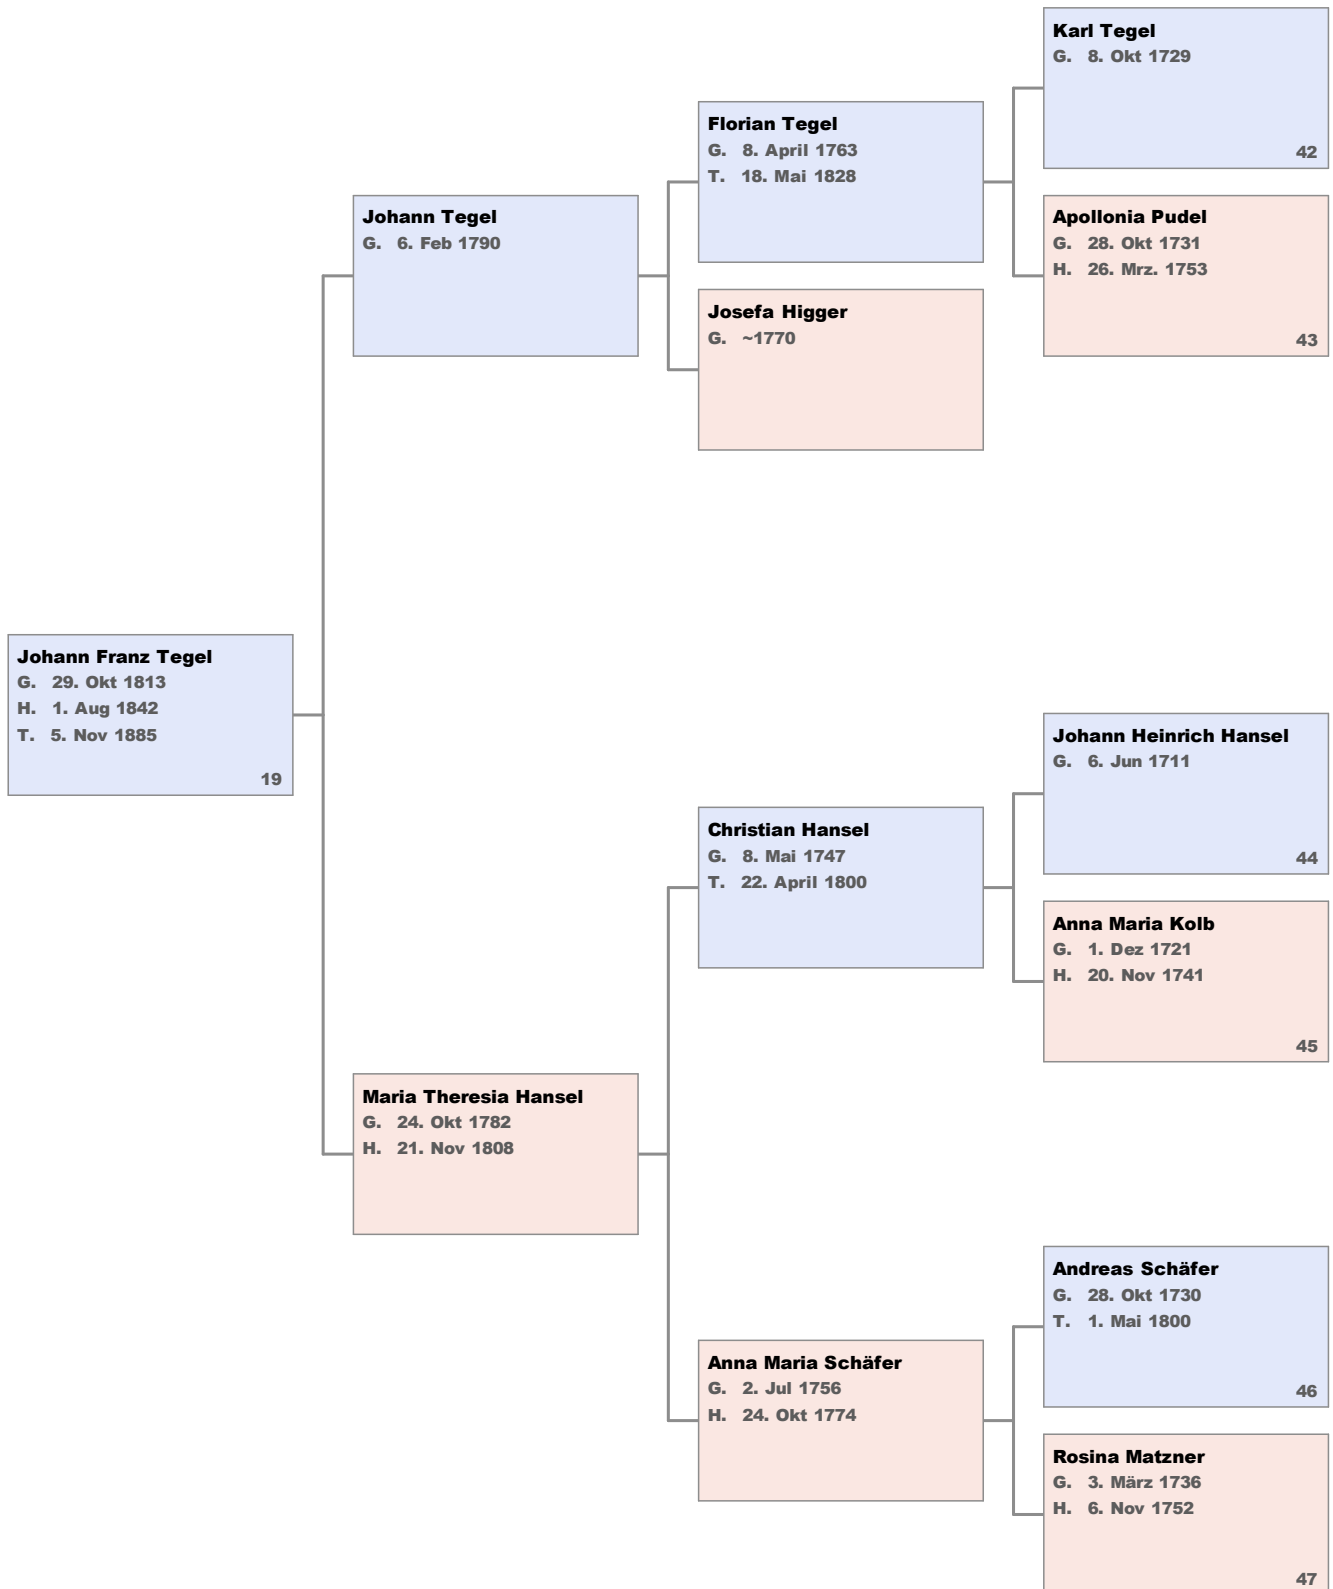 Karl Tegel
G. 8. Okt 1729
42
Florian Tegel
G. 8. April 1763
T. 18. Mai 1828
Johann Tegel
G. 6. Feb 1790
Apollonia Pudel
G. 28. Okt 1731
H. 26. Mrz. 1753
43
Josefa Higger
G. ~1770
Johann Franz Tegel
G. 29. Okt 1813
H. 1. Aug 1842
T. 5. Nov 1885
19
Johann Heinrich Hansel
G. 6. Jun 1711
44
Christian Hansel
G. 8. Mai 1747
T. 22. April 1800
Anna Maria Kolb
G. 1. Dez 1721
H. 20. Nov 1741
45
Maria Theresia Hansel
G. 24. Okt 1782
H. 21. Nov 1808
Andreas Schäfer
G. 28. Okt 1730
T. 1. Mai 1800
46
Anna Maria Schäfer
G. 2. Jul 1756
H. 24. Okt 1774
Rosina Matzner
G. 3. März 1736
H. 6. Nov 1752
47